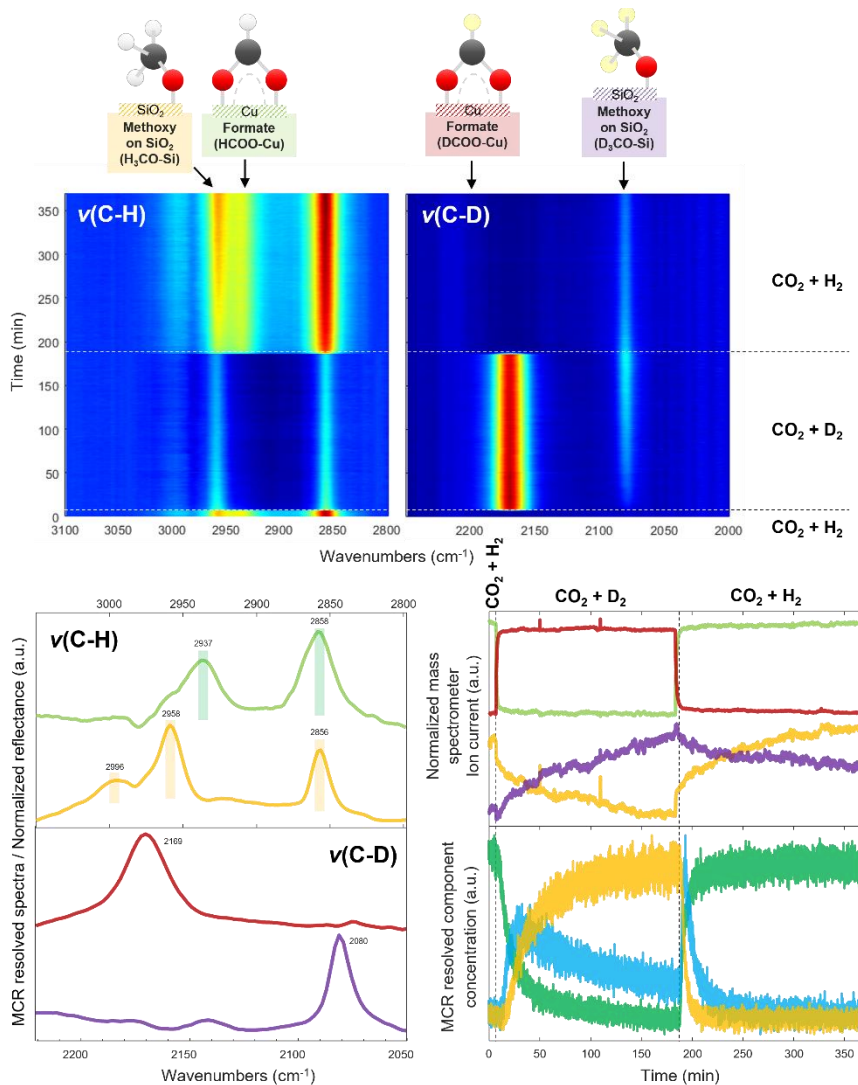 SiO₂
Methoxy
on SiO₂
(H₃CO-Si)
Cu
Formate
(HCOO-Cu)
Cu
Formate
(DCOO-Cu)
SiO₂
Methoxy
on SiO₂
(D₃CO-Si)
ν(C-H)
ν(C-D)
Time (min)
350
300
250
200
150
100
50
0
3100
3050
3000
2950
2900
2850
2800
2200
2150
2100
2050
2000
Wavenumbers (cm⁻¹)
CO₂ + H₂
CO₂ + D₂
CO₂ + H₂
3000
2950
2900
2850
2800
ν(C-H)
2937
2858
2996
2958
2856
ν(C-D)
2169
2080
MCR resolved spectra / Normalized reflectance (a.u.)
2200
2150
2100
2050
Wavenumbers (cm⁻¹)
CO₂ + H₂
CO₂ + D₂
CO₂ + H₂
Normalized mass
spectrometer
Ion current (a.u.)
MCR resolved component
concentration (a.u.)
0
50
100
150
200
250
300
350
Time (min)